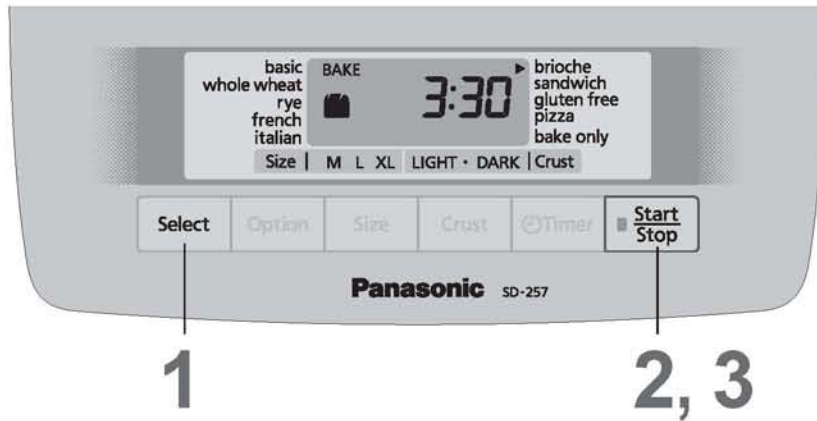 basic
whole wheat
rye
french
italian
BAKE
3:30
brioche
sandwich
gluten free
pizza
bake only
Size M L XL LIGHT · DARK Crust
Select Option Size Crust Timer Start
Stop
Panasonic SD-257
1 2, 3